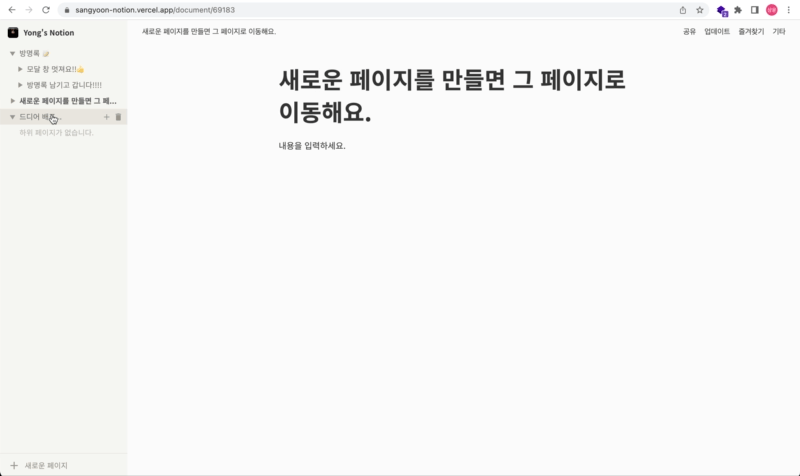 sangyoon-notion.vercel.app/document/69183
Yong's Notion
새로운 페이지를 만들면 그 페이지로 이동해요.
공유 업데이트 즐겨찾기 기타
방명록 📝
모달 창 멋져요!!👍
방명록 남기고 갑니다!!!!
새로운 페이지를 만들면 그 페...
드디어
하위 페이지가 없습니다.
새로운 페이지를 만들면 그 페이지로
이동해요.
내용을 입력하세요.
새로운 페이지